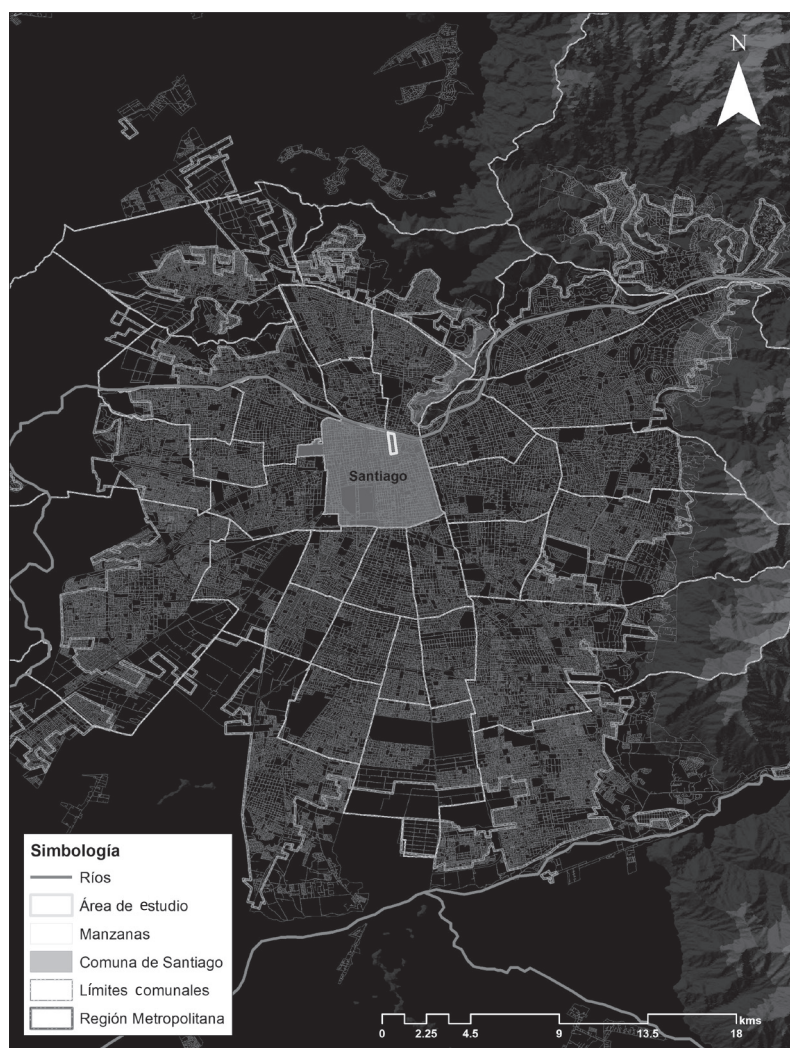 N
Santiago
Simbología
Ríos
Área de estudio
Manzanas
Comuna de Santiago
Límites comunales
Región Metropolitana
kms
0 2.25 4.5 9 13.5 18